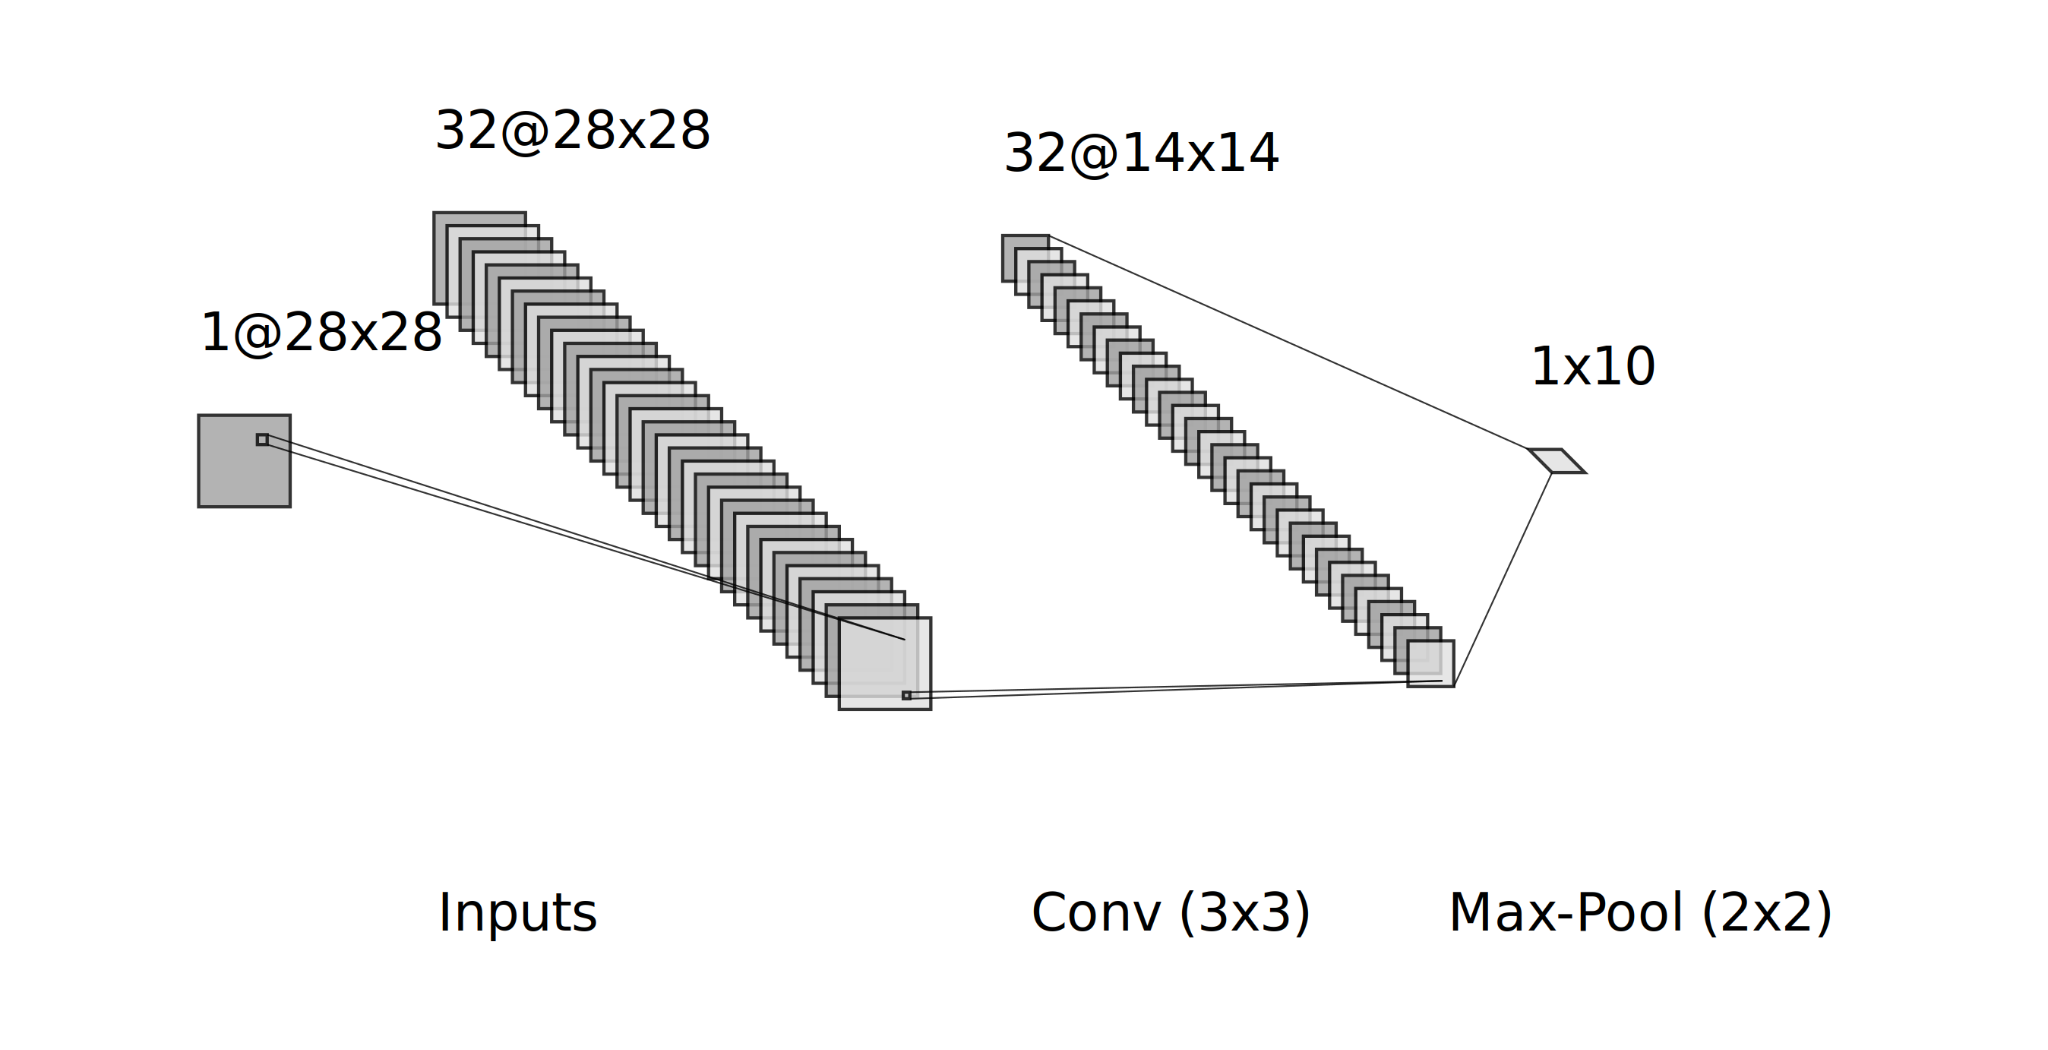 32@28x28
32@14x14
1@28x28
1x10
Inputs
Conv (3x3)
Max-Pool (2x2)